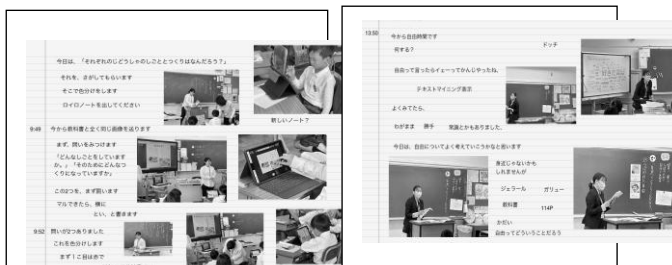 今日は、「それぞれのじどうしゃのしごととつくりはなんだろう？」
それを、さがしてもらいます
そこで色分けをします
ロイロノートを出してください
新しいノート？
9:49 今から教科書と全く同じ画像を送ります
まず、問いをみつけます
「どんなしごとをしています
か。」「そのためにどんなつ
くりになっていますか」
この2つを、まず囲います
マルできたら、横に
とい、と書きます
9:52 問いが2つありました
これを色分けします
まず1こ目は赤で
13:50 今から自由時間です
何する？
ドッチ
自由って言ったらイェーってかんじやったね、
テキストマイニング表示
よくみてたら、
わがまま 勝手 常識とかもありました。
今日は、自由についてよく考えていこうかなと思います
身近じゃないかも
しれませんが
ジェラール ガリュー
教科書 114P
かだい
自由ってどういうことだろう